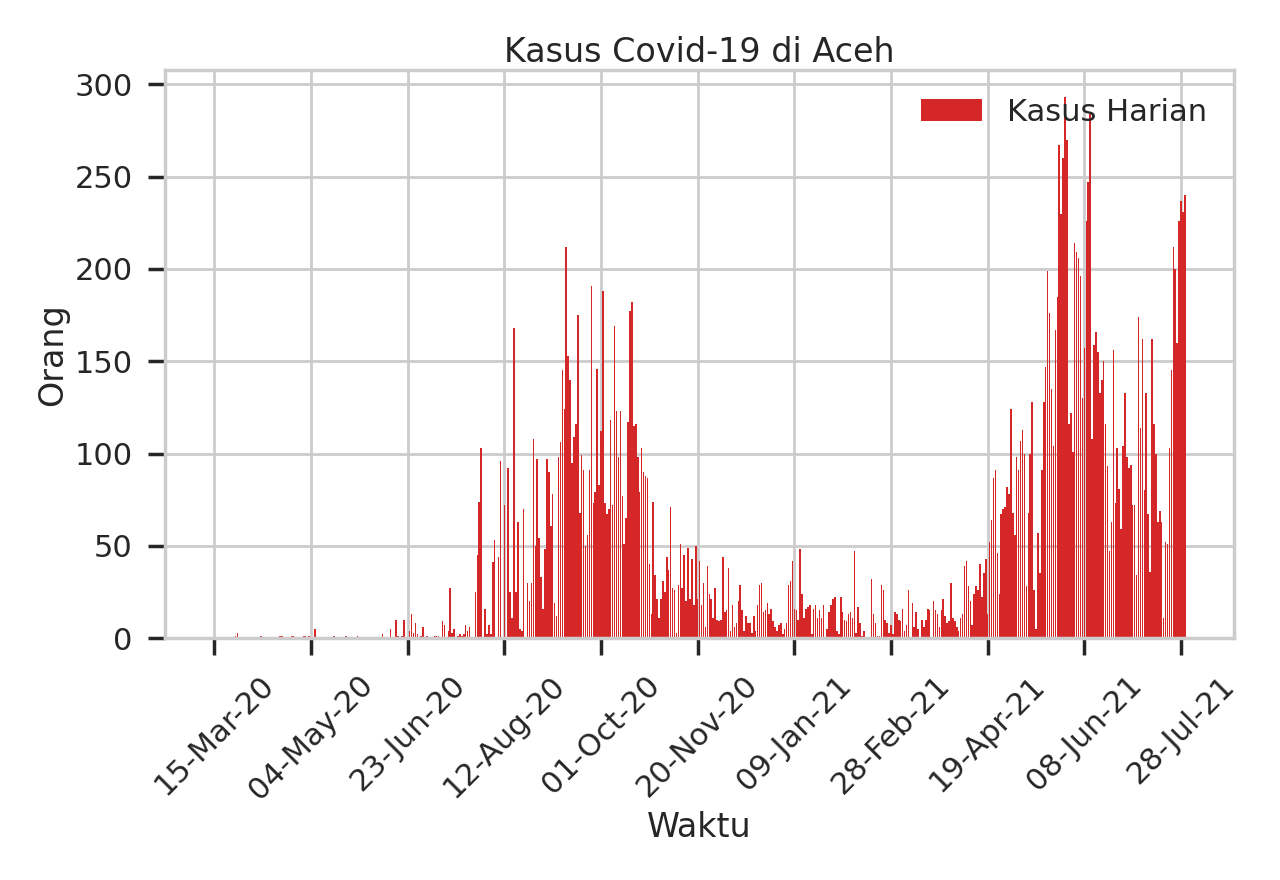 Kasus Covid-19 di Aceh
Kasus Harian
300
250
200
150
100
50
0
Orang
15-Mar-20
04-May-20
23-Jun-20
12-Aug-20
01-Oct-20
20-Nov-20
09-Jan-21
28-Feb-21
19-Apr-21
08-Jun-21
28-Jul-21
Waktu